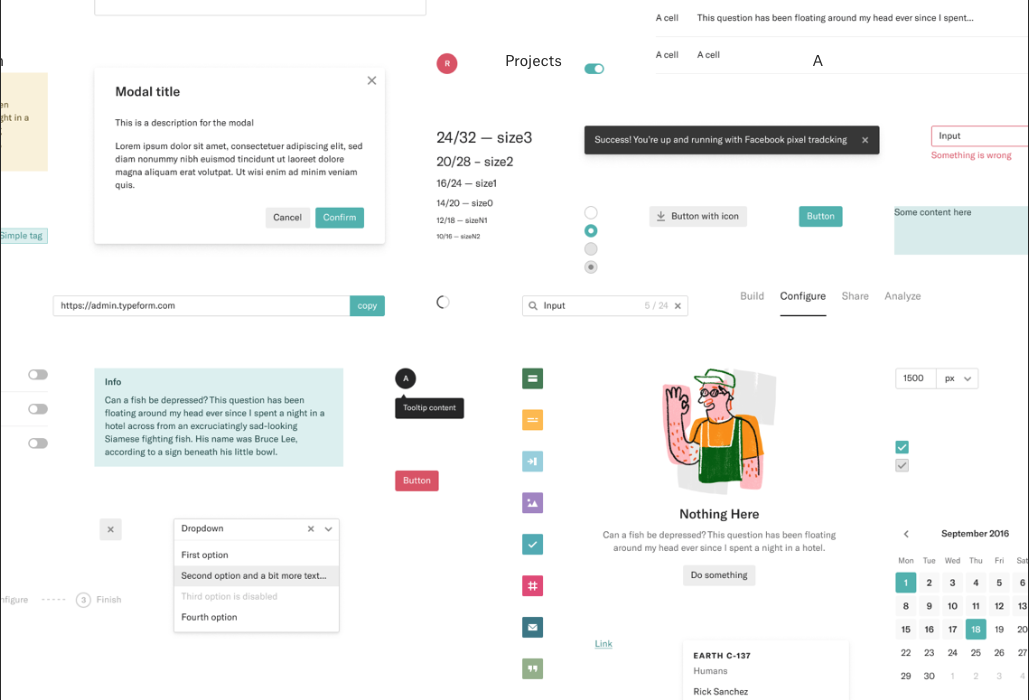 A cell This question has been floating around my head ever since I spent...
A cell A cell
R
Projects
A
en
ght in a
Modal title
This is a description for the modal
Lorem ipsum dolor sit amet, consectetuer adipiscing elit, sed
diam nonummy nibh euismod tincidunt ut laoreet dolore
magna aliquam erat volutpat. Ut wisi enim ad minim veniam
quis.
Cancel Confirm
24/32 — size3
20/28 – size2
16/24 — size1
14/20 — size0
12/18 — sizeN1
10/16 — sizeN2
Success! You're up and running with Facebook pixel tradcking
Input
Something is wrong
Button with icon
Button
Some content here
Simple tag
https://admin.typeform.com copy
Input 5 / 24
Build Configure Share Analyze
Info
Can a fish be depressed? This question has been
floating around my head ever since I spent a night in a
hotel across from an excruciatingly sad-looking
Siamese fighting fish. His name was Bruce Lee,
according to a sign beneath his little bowl.
A
Tooltip content
Button
1500 px
Nothing Here
Can a fish be depressed? This question has been floating
around my head ever since I spent a night in a hotel.
Do something
Dropdown
First option
Second option and a bit more text...
Third option is disabled
Fourth option
nfigure 3 Finish
Link
EARTH C-137
Humans
Rick Sanchez
September 2016
Mon Tue Wed Thu Fri Sat
1 2 3 4 5 6
8 9 10 11 12 13
15 16 17 18 19 20
22 23 24 25 26 27
29 30 1 2 3 4